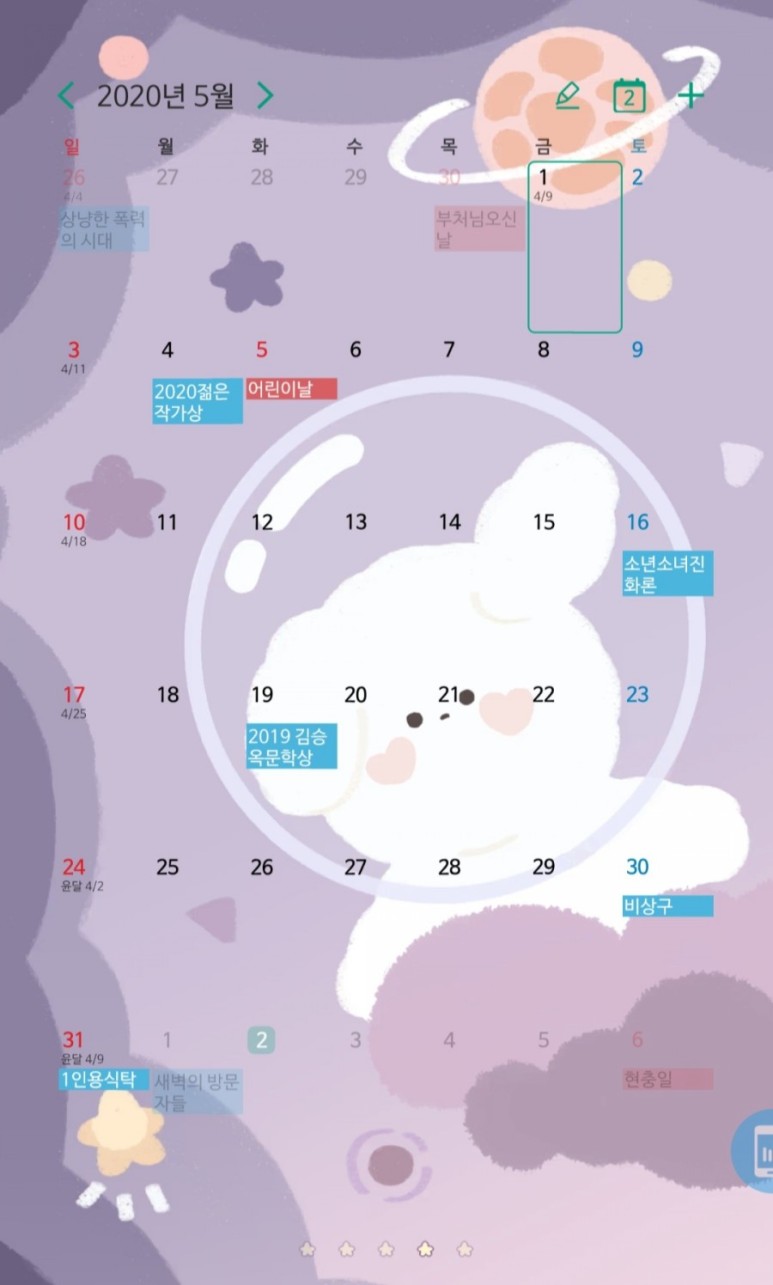 2020년 5월 2
일 월 화 수 목 금 토
26 27 28 29 30 1 2
4/4 4/9
상냥한 폭력 부처님오신
의 시대 날
3 4 5 6 7 8 9
4/11
2020젊은 어린이날
작가상
10 11 12 13 14 15 16
4/18
소년소녀진
화론
17 18 19 20 21 22 23
4/25
2019 김승
옥문학상
24 25 26 27 28 29 30
윤달 4/2
비상구
31 1 2 3 4 5 6
윤달 4/9
1인용식탁 새벽의 방문 현충일
자들